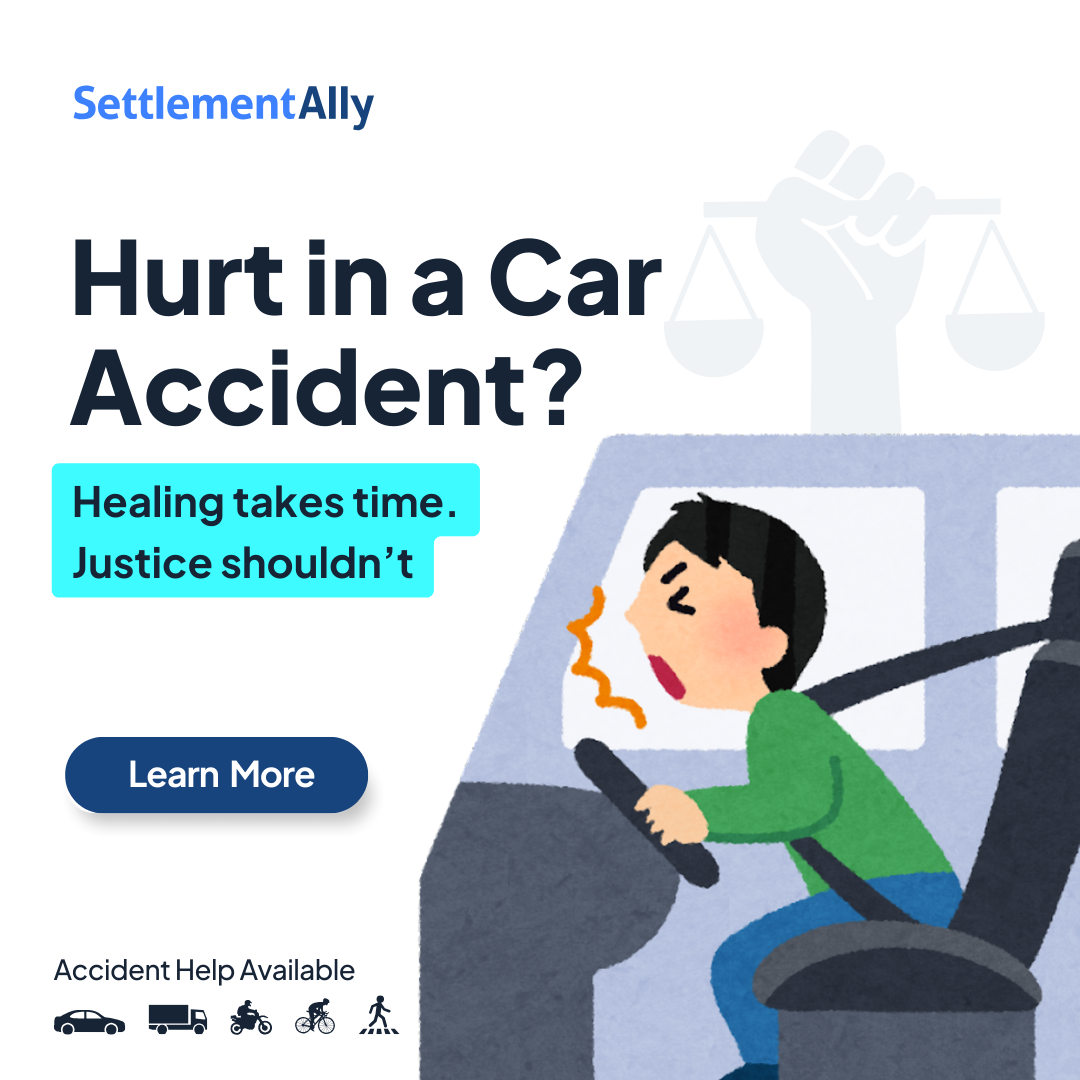 SettlementAlly
Hurt in a Car
Accident?
Healing takes time.
Justice shouldn’t
Learn More
Accident Help Available